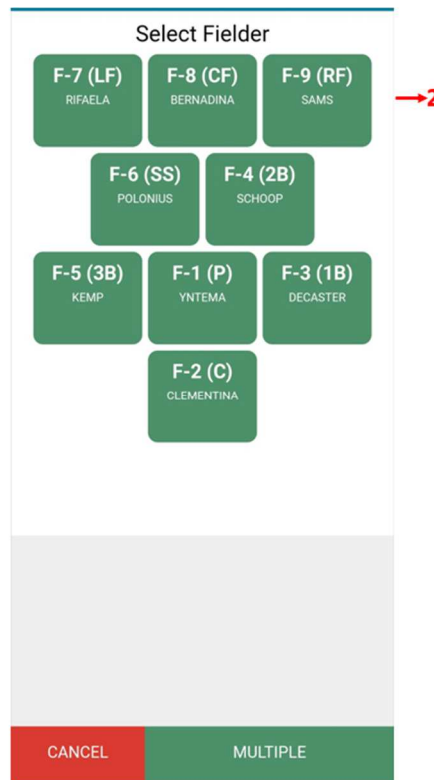 Select Fielder
F-7 (LF) F-8 (CF) F-9 (RF)
RIFAELA BERNADINA SAMS
2
F-6 (SS) F-4 (2B)
POLONIUS SCHOOP
F-5 (3B) F-1 (P) F-3 (1B)
KEMP YNTEMA DECASTER
F-2 (C)
CLEMENTINA
CANCEL MULTIPLE